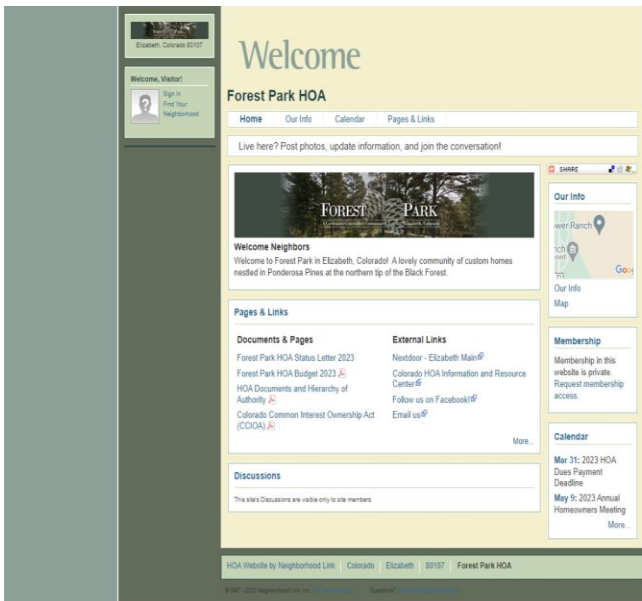 Elizabeth, Colorado 80107
Welcome, Visitor!
Sign In
Find Your
Neighborhood
Welcome
Forest Park HOA
Home Our Info Calendar Pages & Links
Live here? Post photos, update information, and join the conversation!
FOREST PARK
Welcome Neighbors
Welcome to Forest Park in Elizabeth, Colorado! A lovely community of custom homes
nestled in Ponderosa Pines at the northern tip of the Black Forest.
Pages & Links
Documents & Pages
Forest Park HOA Status Letter 2023
Forest Park HOA Budget 2023
HOA Documents and Hierarchy of
Authority
Colorado Common Interest Ownership Act
(CCIOA)
External Links
Nextdoor - Elizabeth Main
Colorado HOA Information and Resource
Center
Follow us on Facebook!
Email us
More...
Discussions
This site's Discussions are visible only to site members.
SHARE
Our Info
wer Ranch
Goo
Our Info
Map
Membership
Membership in this
website is private.
Request membership
access.
Calendar
Mar 31: 2023 HOA
Dues Payment
Deadline
May 9: 2023 Annual
Homeowners Meeting
More...
HOA Website by Neighborhood Link Colorado Elizabeth 80107 Forest Park HOA
Neighborhood Link, Inc. Questions?